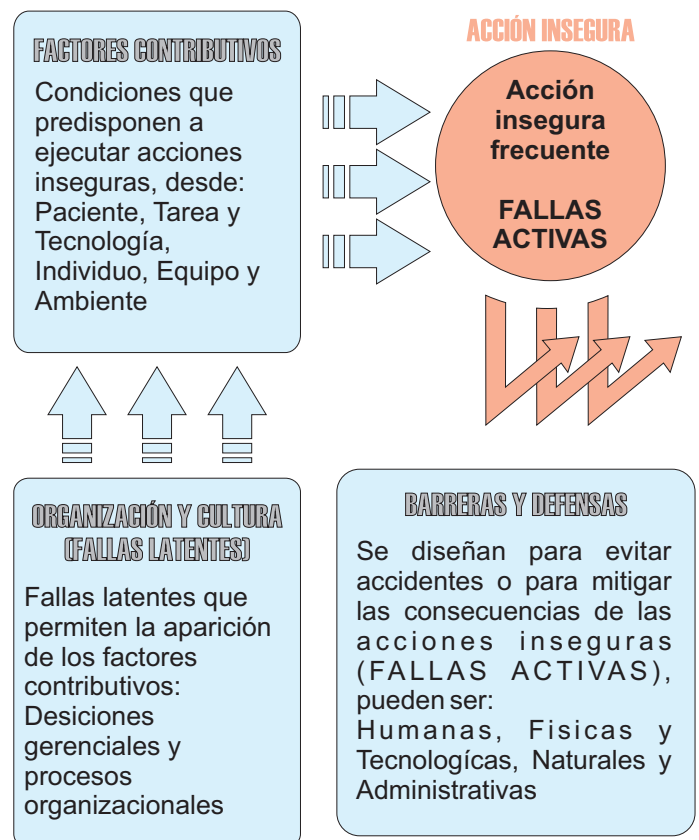 FACTORES CONTRIBUTIVOS
Condiciones que
predisponen a
ejecutar acciones
inseguras, desde:
Paciente, Tarea y
Tecnología,
Individuo, Equipo y
Ambiente
ACCIÓN INSEGURA
Acción
insegura
frecuente
FALLAS
ACTIVAS
ORGANIZACIÓN Y CULTURA
(FALLAS LATENTES)
Fallas latentes que
permiten la aparición
de los factores
contributivos:
Desiciones
gerenciales y
procesos
organizacionales
BARRERAS Y DEFENSAS
Se diseñan para evitar
accidentes o para mitigar
las consecuencias de las
acciones inseguras
(FALLAS ACTIVAS),
pueden ser:
Humanas, Fisicas y
Tecnologícas, Naturales y
Administrativas